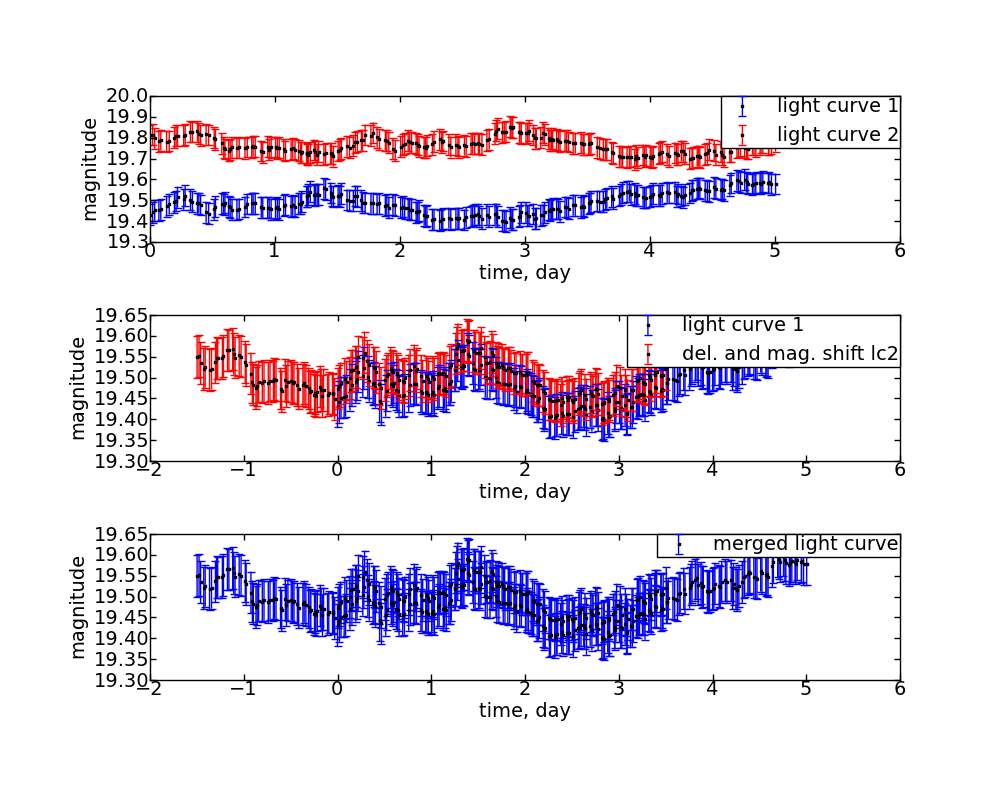 20.0
19.9
19.8
19.7
19.6
19.5
19.4
19.3
magnitude
light curve 1
light curve 2
0 1 2 3 4 5 6
time, day
19.65
19.60
19.55
19.50
19.45
19.40
19.35
19.30
magnitude
light curve 1
del. and mag. shift lc2
−2 −1 0 1 2 3 4 5 6
time, day
19.65
19.60
19.55
19.50
19.45
19.40
19.35
19.30
magnitude
merged light curve
−2 −1 0 1 2 3 4 5 6
time, day